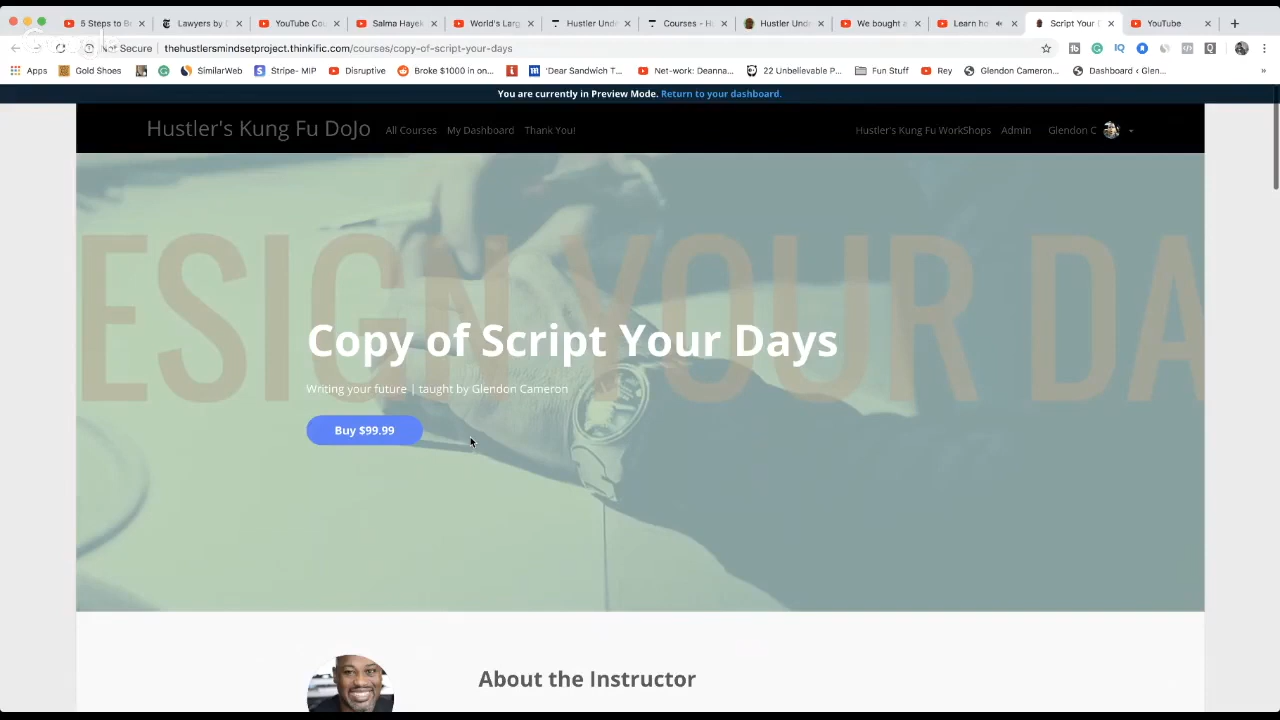 5 Steps to B
Lawyers by D
YouTube Cou
Salma Hayek
World's Larg
Hustler Unde
Courses - Hu
Hustler Unde
We bought a
Learn ho
Script Your D
YouTube
Not Secure
thehustlersmindsetproject.thinkific.com/courses/copy-of-script-your-days
Apps
Gold Shoes
SimilarWeb
Stripe- MIP
Disruptive
Broke $1000 in on...
'Dear Sandwich T...
Net-work: Deanna...
22 Unbelievable P...
Fun Stuff
Rey
Glendon Cameron...
Dashboard ‹ Glen...
You are currently in Preview Mode. Return to your dashboard.
Hustler's Kung Fu DoJo
All Courses
My Dashboard
Thank You!
Hustler's Kung Fu WorkShops
Admin
Glendon C
ESIGN YOUR DA
Copy of Script Your Days
Writing your future | taught by Glendon Cameron
Buy $99.99
About the Instructor